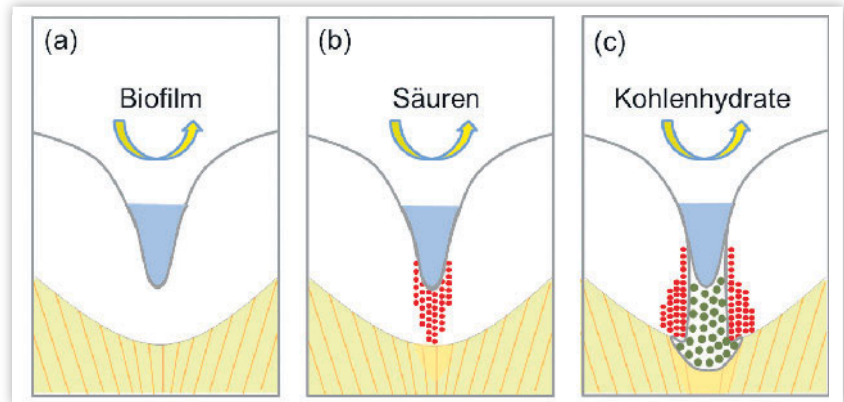 (a)
Biofilm
(b)
Säuren
(c)
Kohlenhydrate